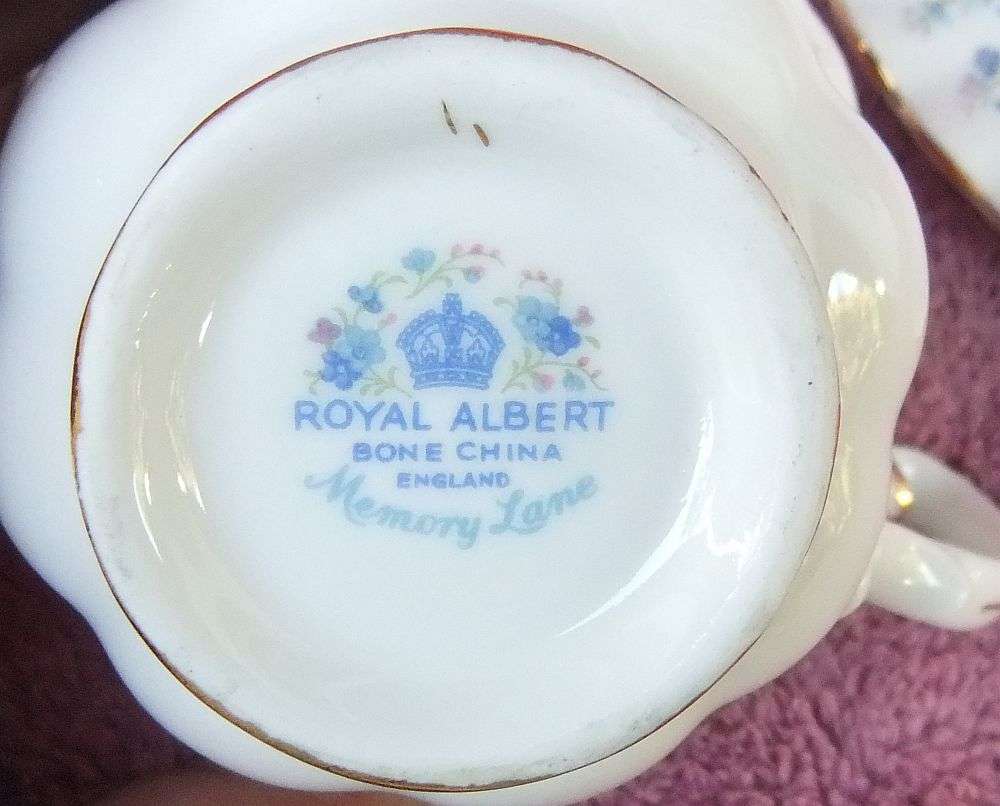 ROYAL ALBERT
BONE CHINA
ENGLAND
Memory Lane